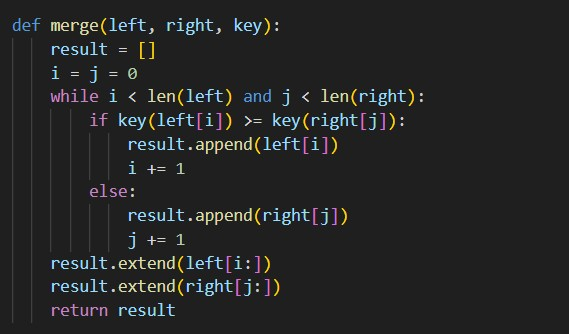 def merge(left, right, key):
    result = []
    i = j = 0
    while i < len(left) and j < len(right):
        if key(left[i]) >= key(right[j]):
            result.append(left[i])
            i += 1
        else:
            result.append(right[j])
            j += 1
    result.extend(left[i:])
    result.extend(right[j:])
    return result